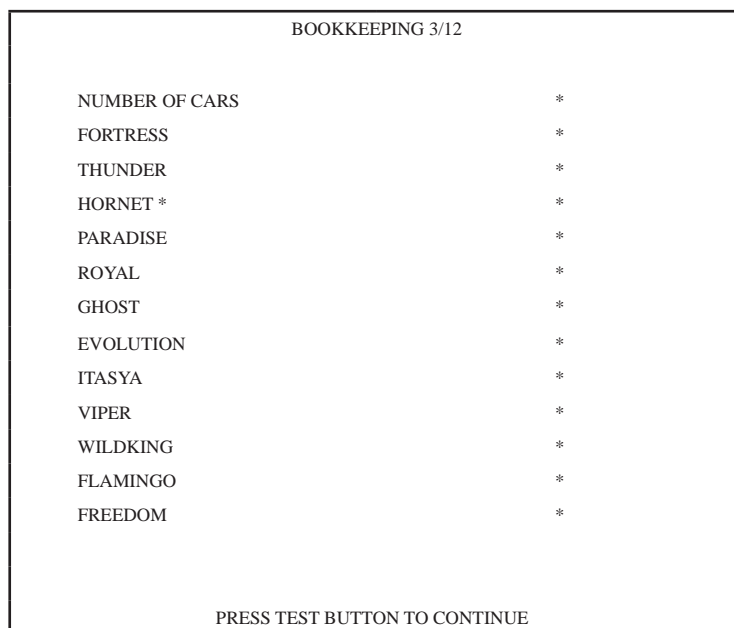 BOOKKEEPING 3/12
NUMBER OF CARS *
FORTRESS *
THUNDER *
HORNET * *
PARADISE *
ROYAL *
GHOST *
EVOLUTION *
ITASYA *
VIPER *
WILDKING *
FLAMINGO *
FREEDOM *
PRESS TEST BUTTON TO CONTINUE